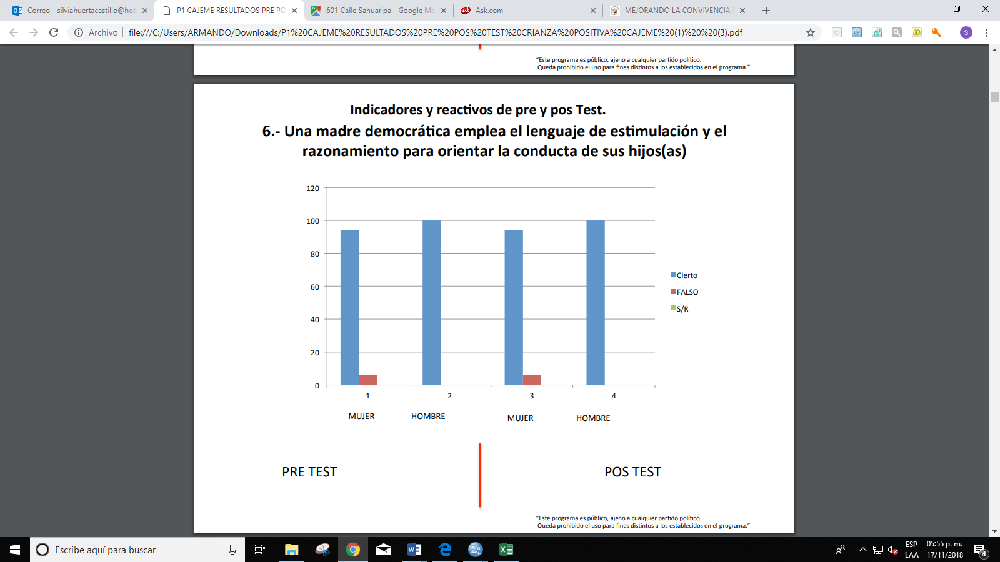 Correo - silviahuertacastillo@hot
P1 CAJEME RESULTADOS PRE PO
601 Calle Sahuaripa - Google Ma
Ask.com
MEJORANDO LA CONVIVENCIA
Archivo
file:///C:/Users/ARMANDO/Downloads/P1%20CAJEME%20RESULTADOS%20PRE%20POS%20TEST%20CRIANZA%20POSITIVA%20CAJEME%20(1)%20%20(3).pdf
S
“Este programa es público, ajeno a cualquier partido político.
Queda prohibido el uso para fines distintos a los establecidos en el programa.”
Indicadores y reactivos de pre y pos Test.
6.- Una madre democrática emplea el lenguaje de estimulación y el
razonamiento para orientar la conducta de sus hijos(as)
120
100
80
60
40
20
0
Cierto
FALSO
S/R
1 2 3 4
MUJER HOMBRE MUJER HOMBRE
PRE TEST POS TEST
“Este programa es público, ajeno a cualquier partido político.
Queda prohibido el uso para fines distintos a los establecidos en el programa.”
Escribe aquí para buscar
ESP
LAA
05:55 p. m.
17/11/2018
4